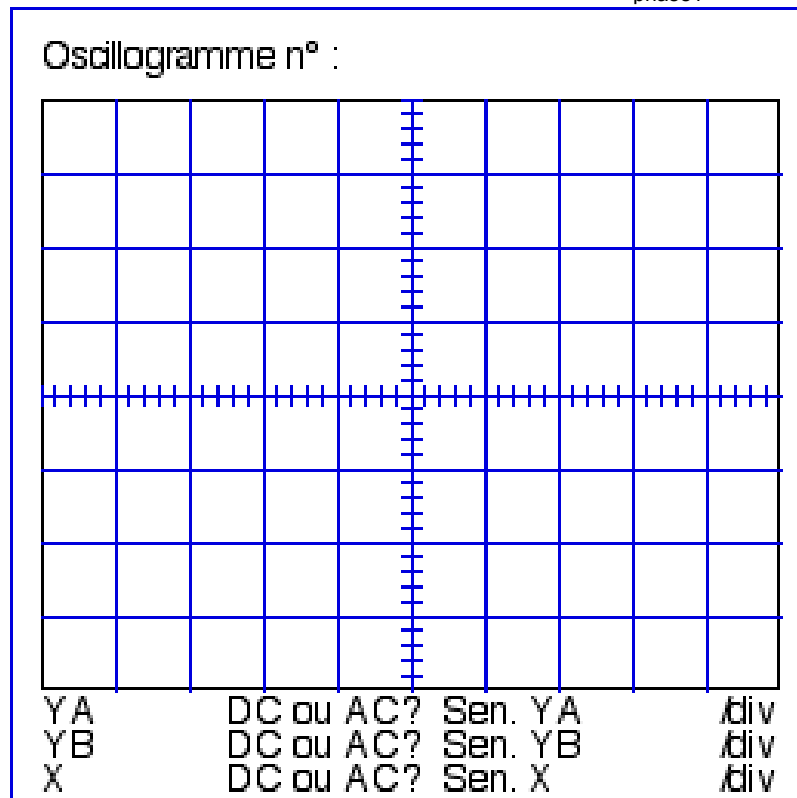 Oscillogramme n° :
YA DC ou AC? Sen. YA /div
YB DC ou AC? Sen. YB /div
X DC ou AC? Sen. X /div